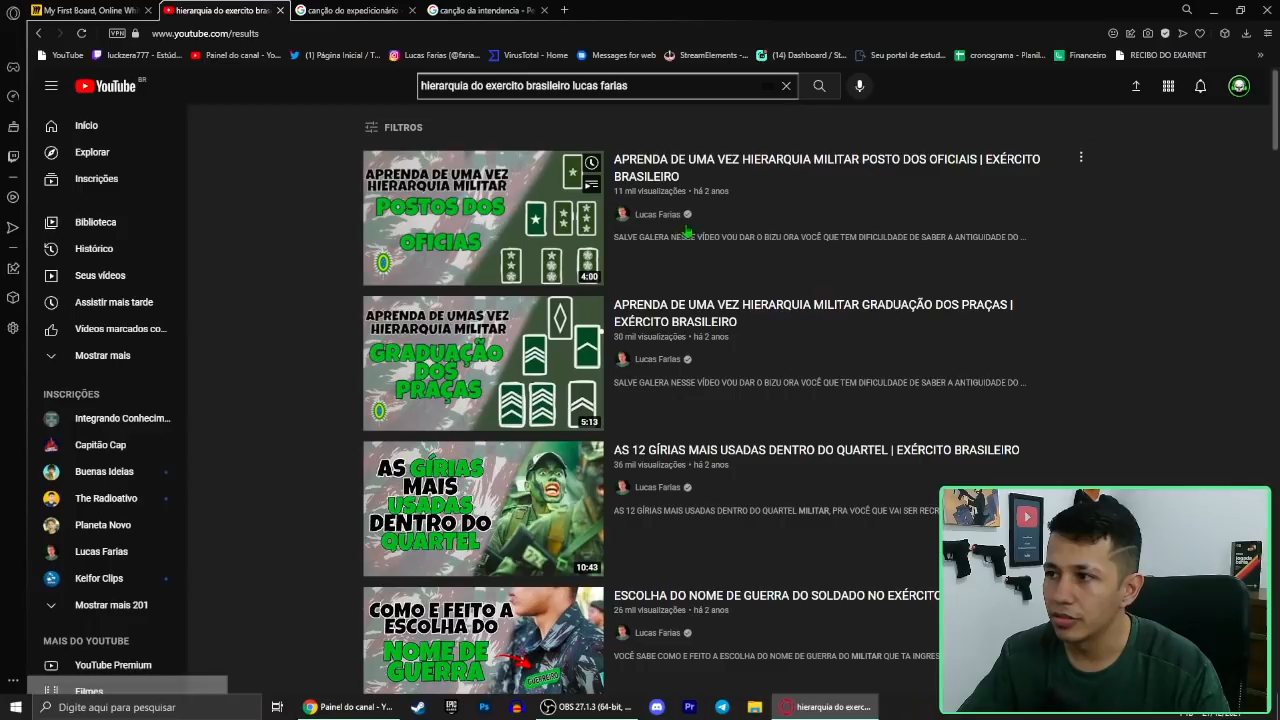 My First Board, Online Whi
hierarquia do exercito bras
canção do expedicionário
canção da intendencia - Pe
VPN
www.youtube.com/results
YouTube
luckzera777 - Estúd...
Painel do canal - Yo...
(1) Página Inicial / T...
Lucas Farias (@faria...
VirusTotal - Home
Messages for web
StreamElements - ...
(14) Dashboard / St...
Seu portal de estud...
cronograma - Planil...
Financeiro
RECIBO DO EXARNET
YouTube BR
hierarquia do exercito brasileiro lucas farias
Início
Explorar
Inscrições
Biblioteca
Histórico
Seus vídeos
Assistir mais tarde
Vídeos marcados co...
Mostrar mais
INSCRIÇÕES
Integrando Conhecim...
Capitão Cap
Buenas Ideias
The Radioativo
Planeta Novo
Lucas Farias
Keifor Clips
Mostrar mais 201
MAIS DO YOUTUBE
YouTube Premium
Filmes
FILTROS
APRENDA DE UMA VEZ
HIERARQUIA MILITAR
POSTOS DOS
OFICIAS
4:00
APRENDA DE UMA VEZ HIERARQUIA MILITAR POSTO DOS OFICIAIS | EXÉRCITO
BRASILEIRO
11 mil visualizações • há 2 anos
Lucas Farias
SALVE GALERA NESSE VÍDEO VOU DAR O BIZU ORA VOCÊ QUE TEM DIFICULDADE DE SABER A ANTIGUIDADE DO ...
APRENDA DE UMAS VEZ
HIERARQUIA MILITAR
GRADUAÇÃO
DOS
PRAÇAS
5:13
APRENDA DE UMA VEZ HIERARQUIA MILITAR GRADUAÇÃO DOS PRAÇAS |
EXÉRCITO BRASILEIRO
30 mil visualizações • há 2 anos
Lucas Farias
SALVE GALERA NESSE VÍDEO VOU DAR O BIZU ORA VOCÊ QUE TEM DIFICULDADE DE SABER A ANTIGUIDADE DO ...
AS GÍRIAS
MAIS
USADAS
DENTRO DO
QUARTEL
10:43
AS 12 GÍRIAS MAIS USADAS DENTRO DO QUARTEL | EXÉRCITO BRASILEIRO
36 mil visualizações • há 2 anos
Lucas Farias
AS 12 GÍRIAS MAIS USADAS DENTRO DO QUARTEL MILITAR, PRA VOCÊ QUE VAI SER RECR
COMO E FEITO A
ESCOLHA DO
NOME DE
GUERRA
GUERREIRO
ESCOLHA DO NOME DE GUERRA DO SOLDADO NO EXÉRCITO
26 mil visualizações • há 2 anos
Lucas Farias
VOCÊ SABE COMO E FEITO A ESCOLHA DO NOME DE GUERRA DO MILITAR QUE TA INGRES
Digite aqui para pesquisar
Painel do canal - Yo...
OBS 27.1.3 (64-bit, ...
hierarquia do exerc...